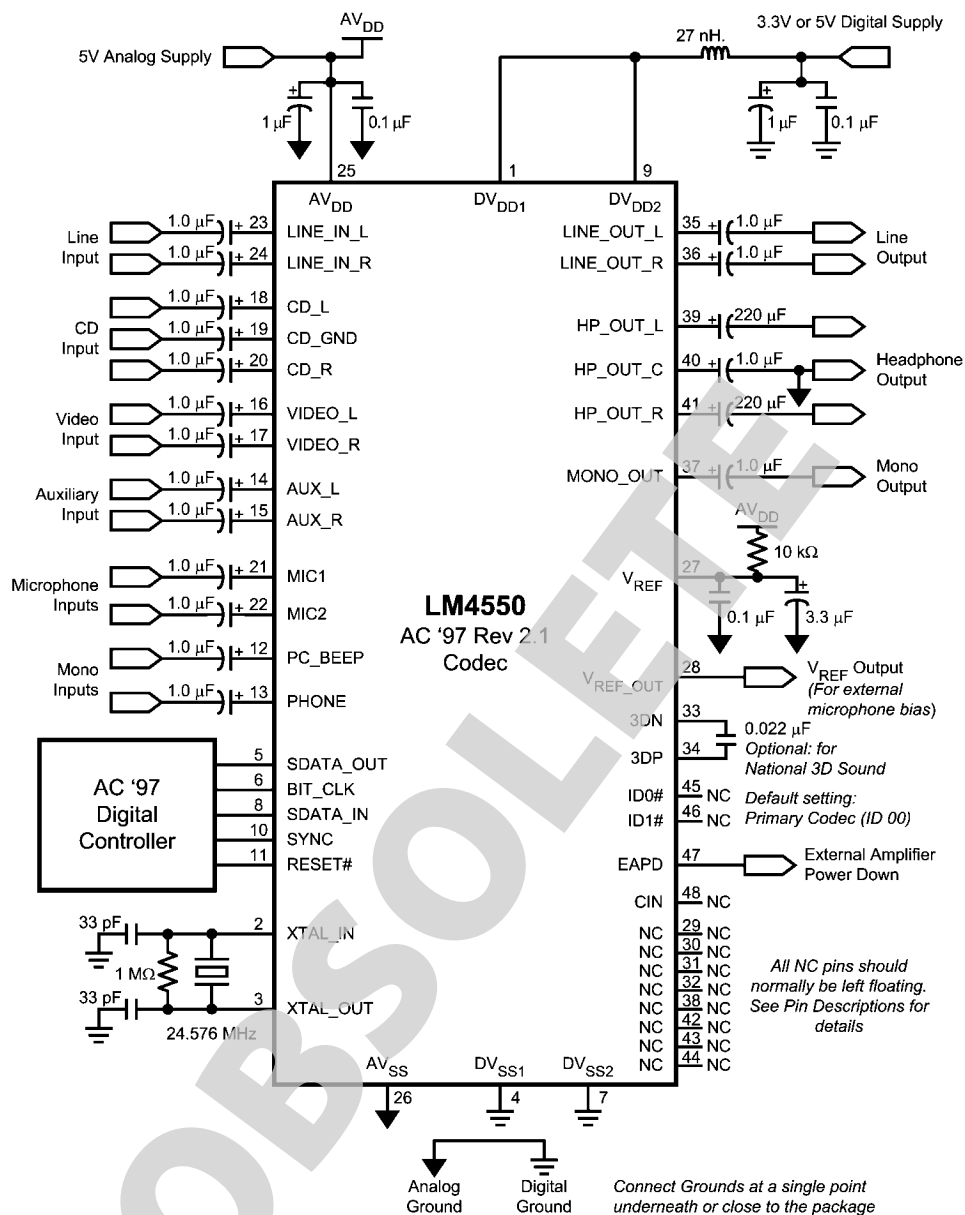 AVDD
5V Analog Supply
27 nH.
3.3V or 5V Digital Supply
1 μF
0.1 μF
1 μF
0.1 μF
25
1
9
AVDD
DVDD1
DVDD2
Line
Input
1.0 μF
+ 23
LINE_IN_L
1.0 μF
+ 24
LINE_IN_R
CD
Input
1.0 μF
+ 18
CD_L
1.0 μF
+ 19
CD_GND
1.0 μF
+ 20
CD_R
Video
Input
1.0 μF
+ 16
VIDEO_L
1.0 μF
+ 17
VIDEO_R
Auxiliary
Input
1.0 μF
+ 14
AUX_L
1.0 μF
+ 15
AUX_R
Microphone
Inputs
1.0 μF
+ 21
MIC1
1.0 μF
+ 22
MIC2
Mono
Inputs
1.0 μF
+ 12
PC_BEEP
1.0 μF
+ 13
PHONE
AC '97
Digital
Controller
5
SDATA_OUT
6
BIT_CLK
8
SDATA_IN
10
SYNC
11
RESET#
33 pF
2
XTAL_IN
1 MΩ
33 pF
3
XTAL_OUT
24.576 MHz
LM4550
AC '97 Rev 2.1
Codec
LINE_OUT_L
35 +
1.0 μF
LINE_OUT_R
36 +
1.0 μF
Line
Output
HP_OUT_L
39 +
220 μF
HP_OUT_C
40 +
1.0 μF
HP_OUT_R
41 +
220 μF
Headphone
Output
MONO_OUT
37 +
1.0 μF
Mono
Output
AVDD
10 kΩ
VREF
27
0.1 μF
+
3.3 μF
VREF_OUT
28
VREF Output
(For external
microphone bias)
3DN
33
3DP
34
0.022 μF
Optional: for
National 3D Sound
ID0#
45 NC
ID1#
46 NC
Default setting:
Primary Codec (ID 00)
EAPD
47
External Amplifier
Power Down
CIN
48 NC
NC 29 NC
NC 30 NC
NC 31 NC
NC 32 NC
NC 38 NC
NC 42 NC
NC 43 NC
NC 44 NC
All NC pins should
normally be left floating.
See Pin Descriptions for
details
AVSS
DVSS1
DVSS2
26
4
7
Analog
Ground
Digital
Ground
Connect Grounds at a single point
underneath or close to the package
OBSOLETE